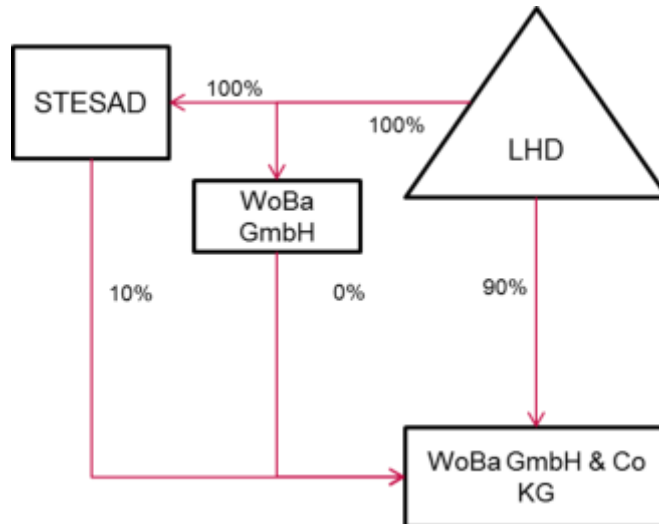 STESAD
100%
100%
LHD
WoBa
GmbH
10%
0%
90%
WoBa GmbH & Co
KG